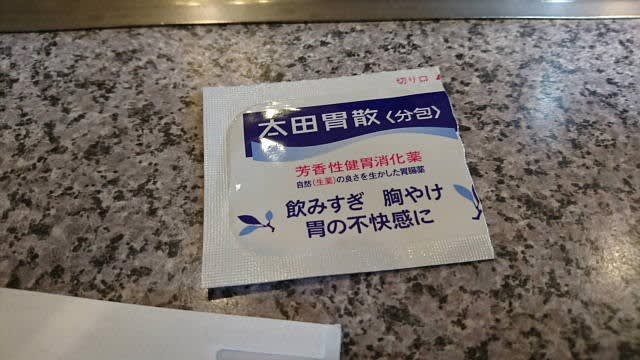 切り口
太田胃散〈分包〉
芳香性健胃消化薬
自然(生薬)の良さを生かした胃腸薬
飲みすぎ 胸やけ
胃の不快感に